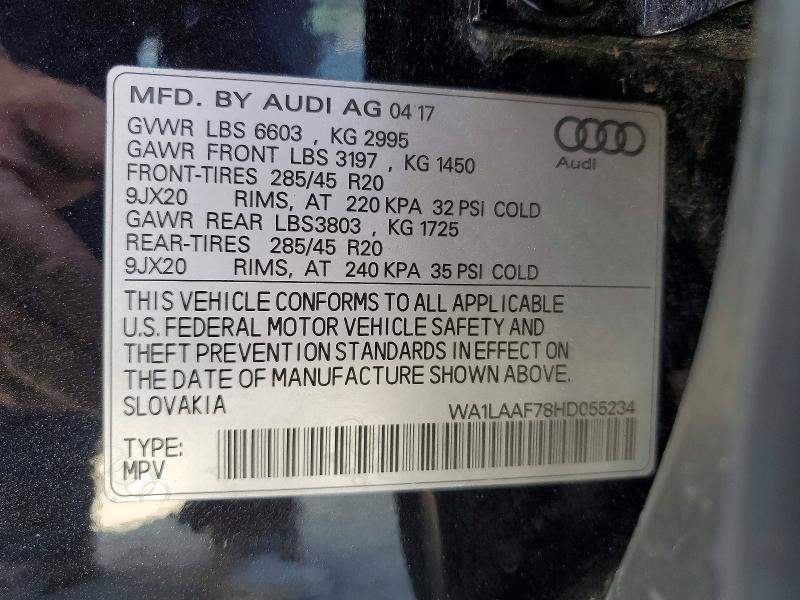 MFD. BY AUDI AG 04 17
GVWR LBS 6603 , KG 2995
GAWR FRONT LBS 3197 , KG 1450
FRONT-TIRES 285/45 R20
9JX20 RIMS, AT 220 KPA 32 PSI COLD
GAWR REAR LBS3803 , KG 1725
REAR-TIRES 285/45 R20
9JX20 RIMS, AT 240 KPA 35 PSI COLD
Audi
THIS VEHICLE CONFORMS TO ALL APPLICABLE
U.S. FEDERAL MOTOR VEHICLE SAFETY AND
THEFT PREVENTION STANDARDS IN EFFECT ON
THE DATE OF MANUFACTURE SHOWN ABOVE.
SLOVAKIA WA1LAAF78HD055234
TYPE:
MPV